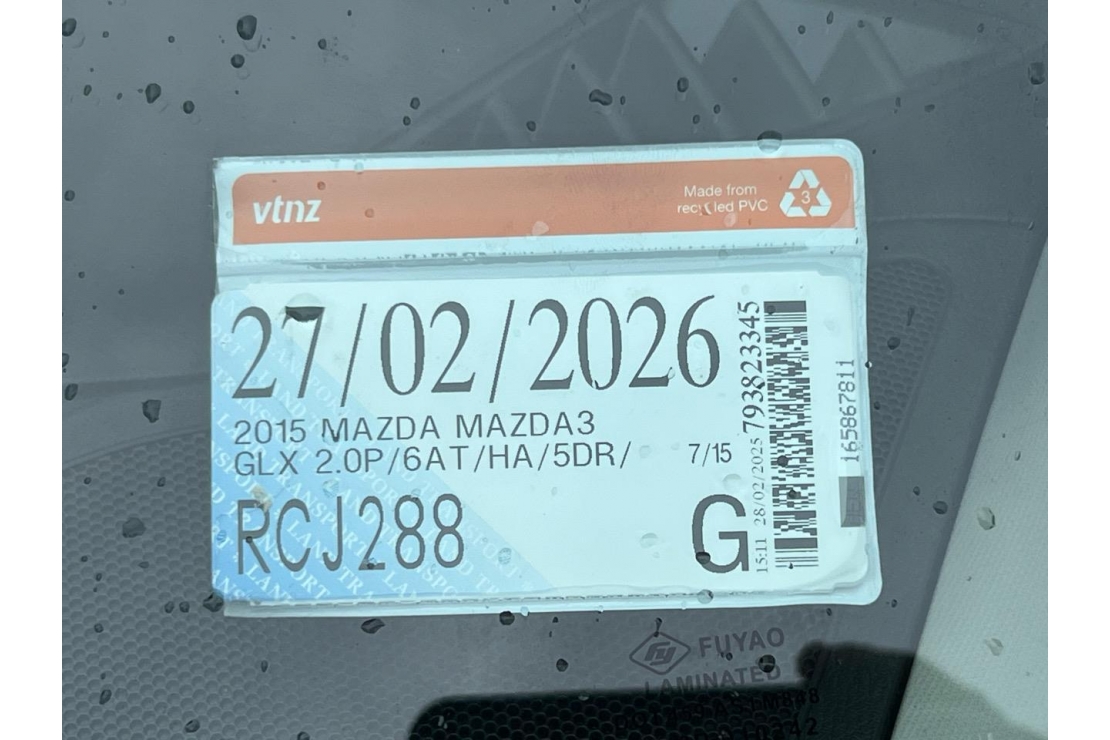 vtnz
Made from
recycled PVC
3
27/02/2026
2015 MAZDA MAZDA3
GLX 2.0P/6AT/HA/5DR/ 7/15
RCJ288
G
15:11 28/02/2025 793823345
165867811
FUYAO
LAMINATED